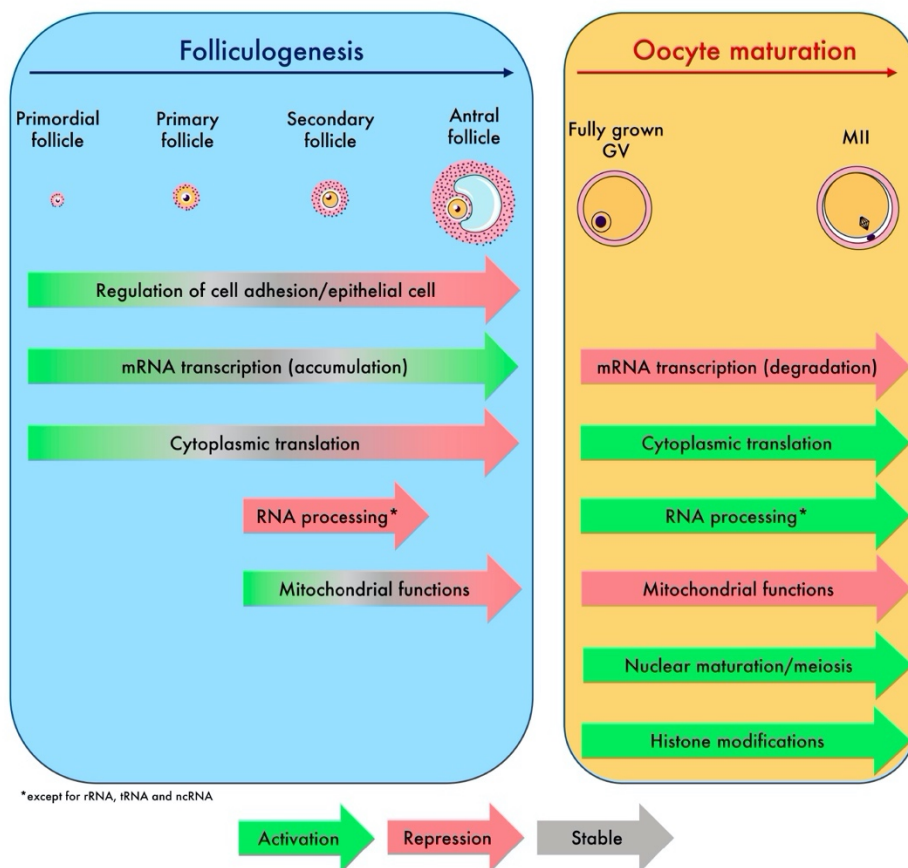 Folliculogenesis
Primordial
follicle
Primary
follicle
Secondary
follicle
Antral
follicle
Regulation of cell adhesion/epithelial cell
mRNA transcription (accumulation)
Cytoplasmic translation
RNA processing*
Mitochondrial functions
Oocyte maturation
Fully grown
GV
MII
mRNA transcription (degradation)
Cytoplasmic translation
RNA processing*
Mitochondrial functions
Nuclear maturation/meiosis
Histone modifications
*except for rRNA, tRNA and ncRNA
Activation
Repression
Stable